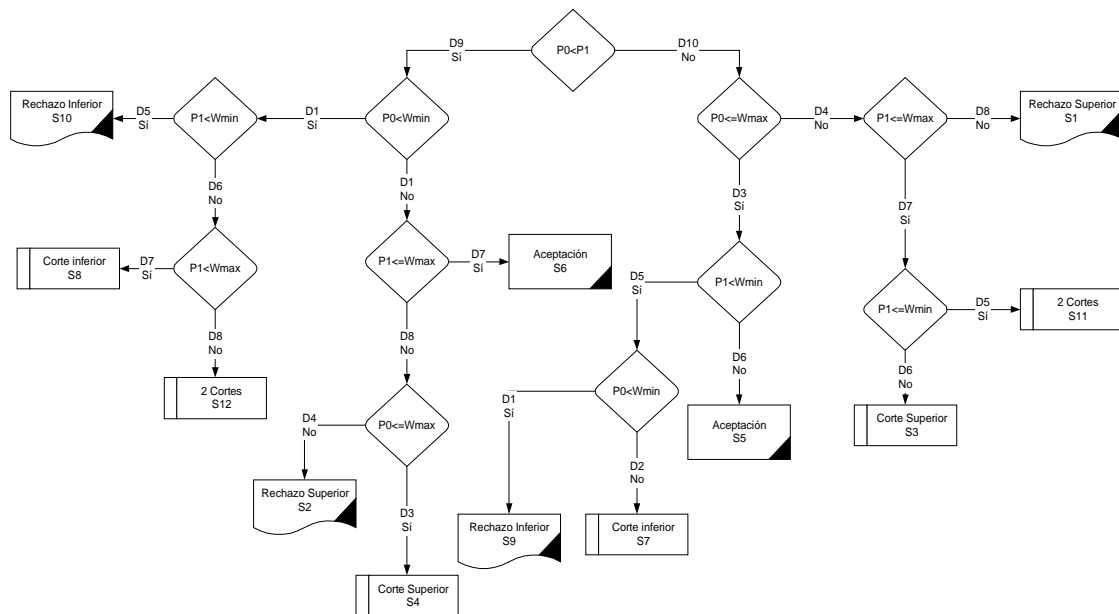 D9
Sí
P0<P1
D10
No
Rechazo Inferior
S10
D5
Sí
P1<Wmin
D1
Sí
P0<Wmin
P0<=Wmax
D4
No
P1<=Wmax
D8
No
Rechazo Superior
S1
D6
No
D1
No
D3
Sí
D7
Sí
Corte inferior
S8
D7
Sí
P1<Wmax
P1<=Wmax
D7
Sí
Aceptación
S6
D5
Sí
P1<Wmin
P1<=Wmin
D5
Sí
2 Cortes
S11
D8
No
D8
No
D6
No
D6
No
2 Cortes
S12
P0<Wmin
D1
Sí
Aceptación
S5
Corte Superior
S3
D4
No
P0<=Wmax
D2
No
Rechazo Superior
S2
D3
Sí
Rechazo Inferior
S9
Corte inferior
S7
Corte Superior
S4